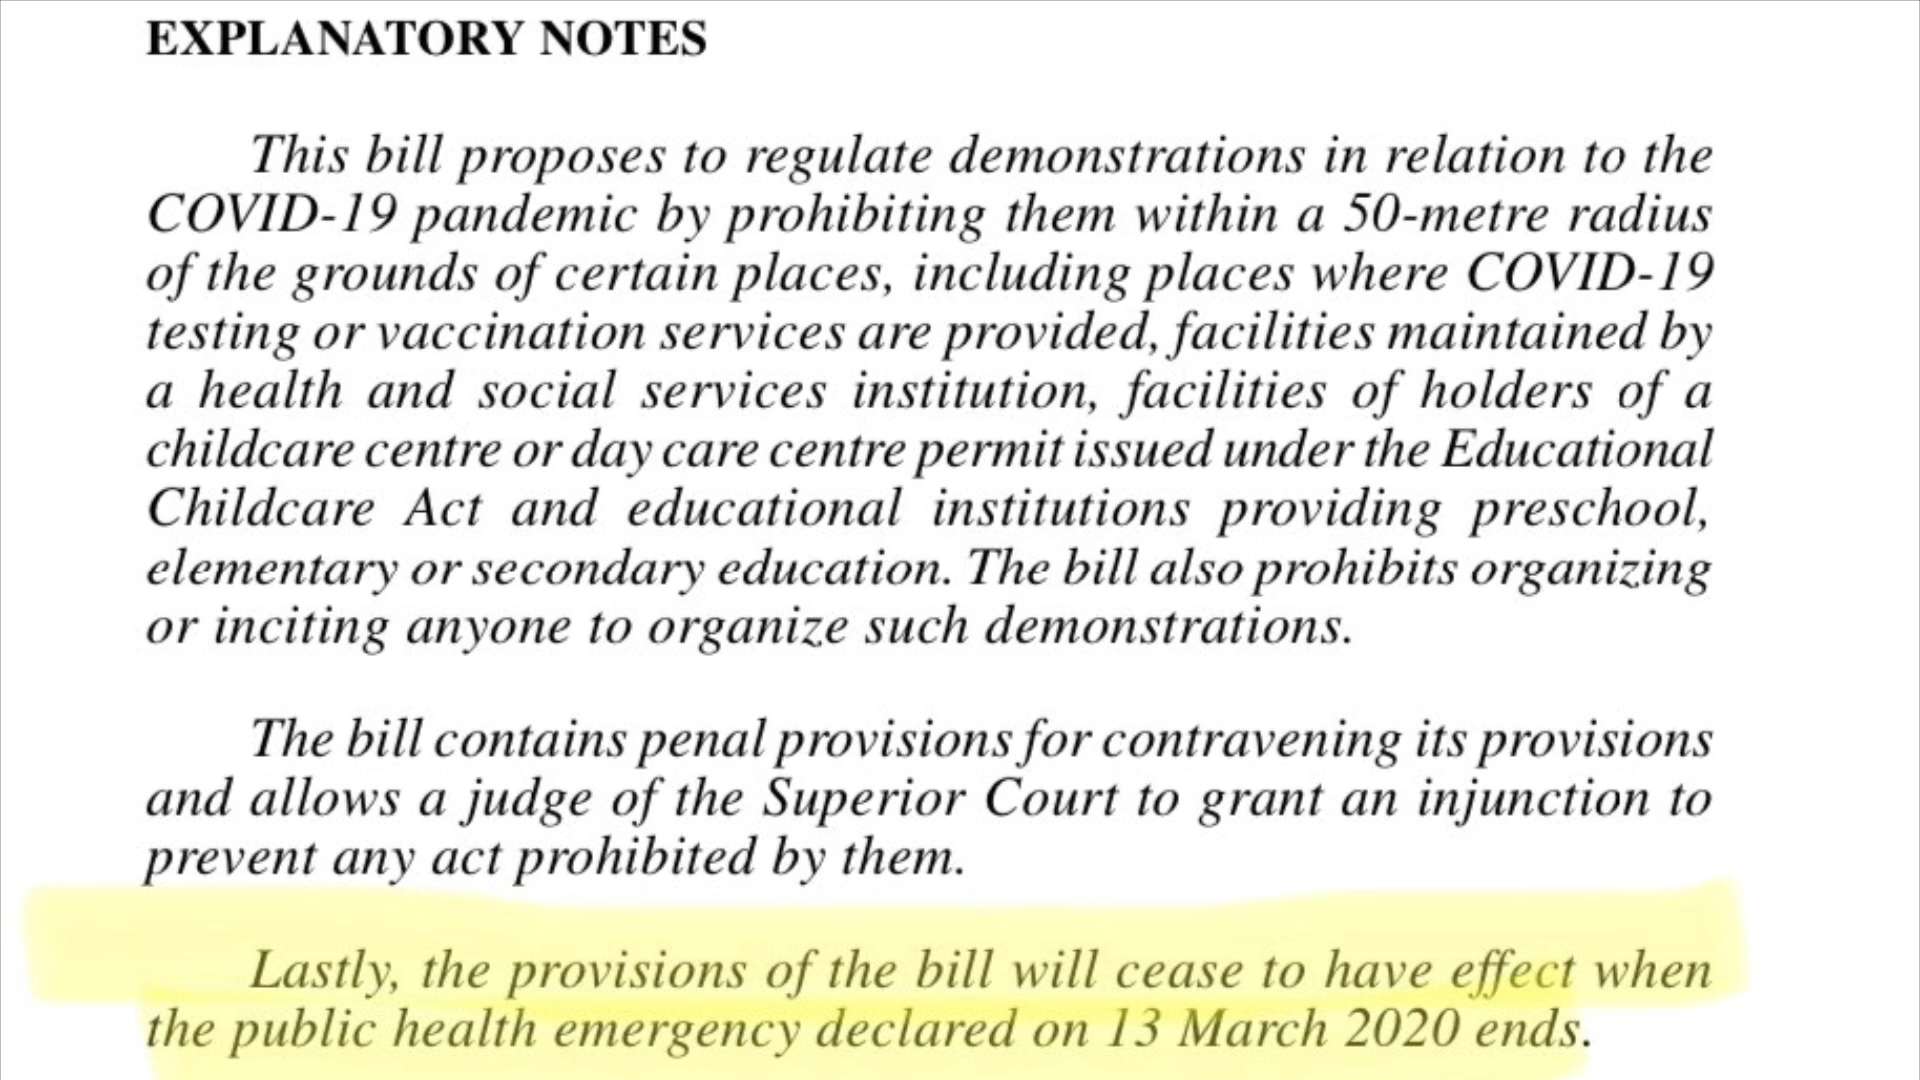 EXPLANATORY NOTES
This bill proposes to regulate demonstrations in relation to the
COVID-19 pandemic by prohibiting them within a 50-metre radius
of the grounds of certain places, including places where COVID-19
testing or vaccination services are provided, facilities maintained by
a health and social services institution, facilities of holders of a
childcare centre or day care centre permit issued under the Educational
Childcare Act and educational institutions providing preschool,
elementary or secondary education. The bill also prohibits organizing
or inciting anyone to organize such demonstrations.
The bill contains penal provisions for contravening its provisions
and allows a judge of the Superior Court to grant an injunction to
prevent any act prohibited by them.
Lastly, the provisions of the bill will cease to have effect when
the public health emergency declared on 13 March 2020 ends.